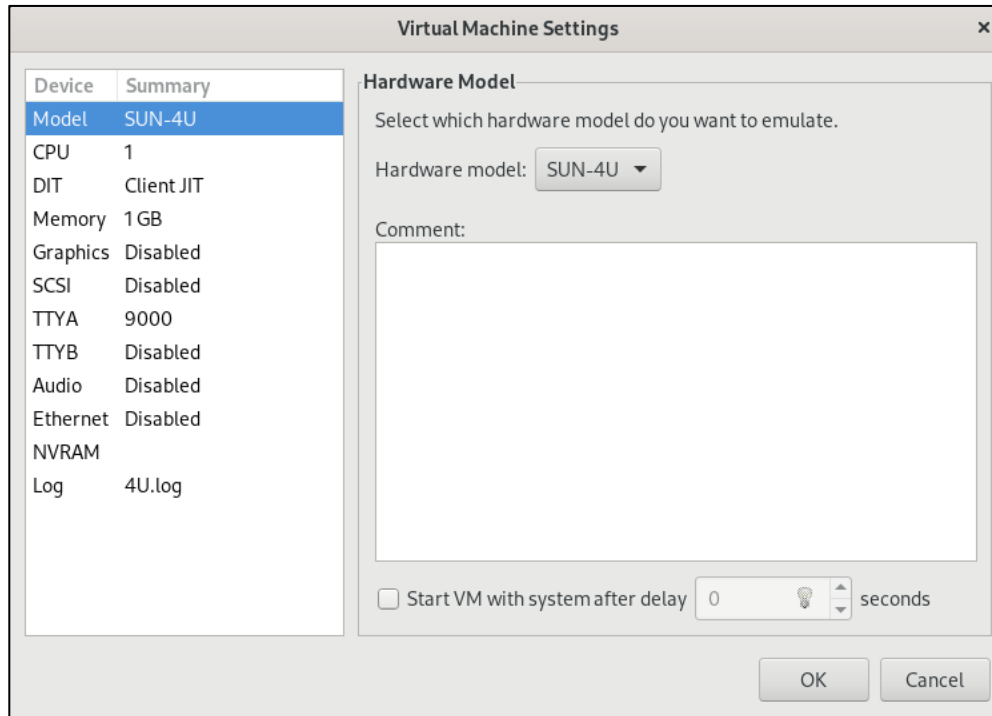 Virtual Machine Settings ×
Device Summary
Model SUN-4U
CPU 1
DIT Client JIT
Memory 1 GB
Graphics Disabled
SCSI Disabled
TTYA 9000
TTYB Disabled
Audio Disabled
Ethernet Disabled
NVRAM
Log 4U.log
Hardware Model
Select which hardware model do you want to emulate.
Hardware model: SUN-4U
Comment:
Start VM with system after delay 0 seconds
OK Cancel